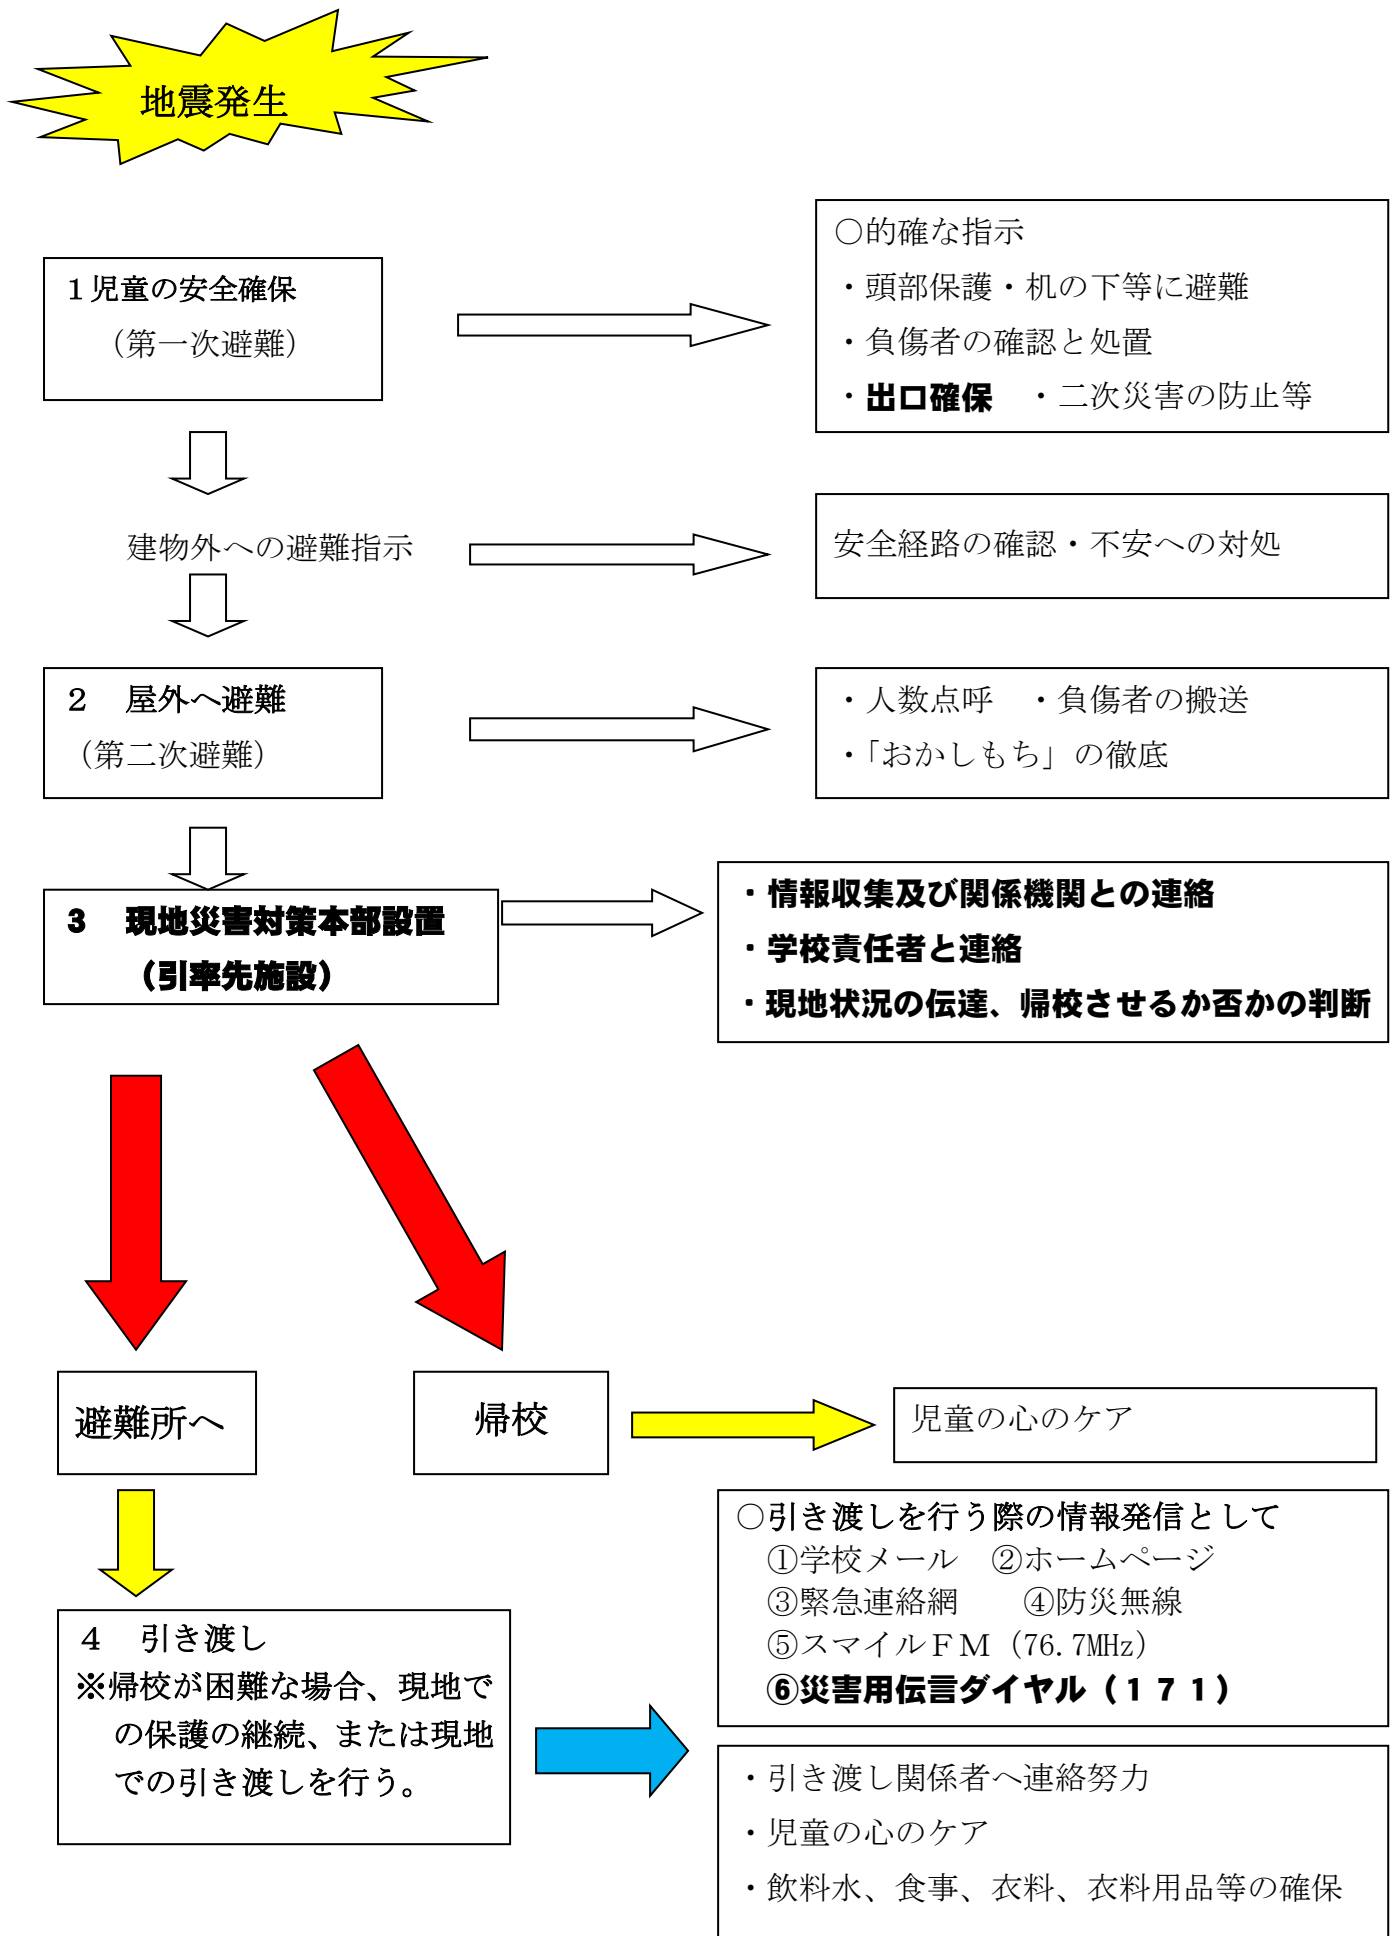 地震発生
１児童の安全確保
（第一次避難）
○的確な指示
・頭部保護・机の下等に避難
・負傷者の確認と処置
・出口確保　・二次災害の防止等
建物外への避難指示
安全経路の確認・不安への対処
２　屋外へ避難
（第二次避難）
・人数点呼　・負傷者の搬送
・「おかしもち」の徹底
３　現地災害対策本部設置
（引率先施設）
・情報収集及び関係機関との連絡
・学校責任者と連絡
・現地状況の伝達、帰校させるか否かの判断
避難所へ
帰校
児童の心のケア
４　引き渡し
※帰校が困難な場合、現地で
の保護の継続、または現地
での引き渡しを行う。
○引き渡しを行う際の情報発信として
①学校メール　②ホームページ
③緊急連絡網　　④防災無線
⑤スマイルＦＭ（76.7MHz）
⑥災害用伝言ダイヤル（１７１）
・引き渡し関係者へ連絡努力
・児童の心のケア
・飲料水、食事、衣料、衣料用品等の確保